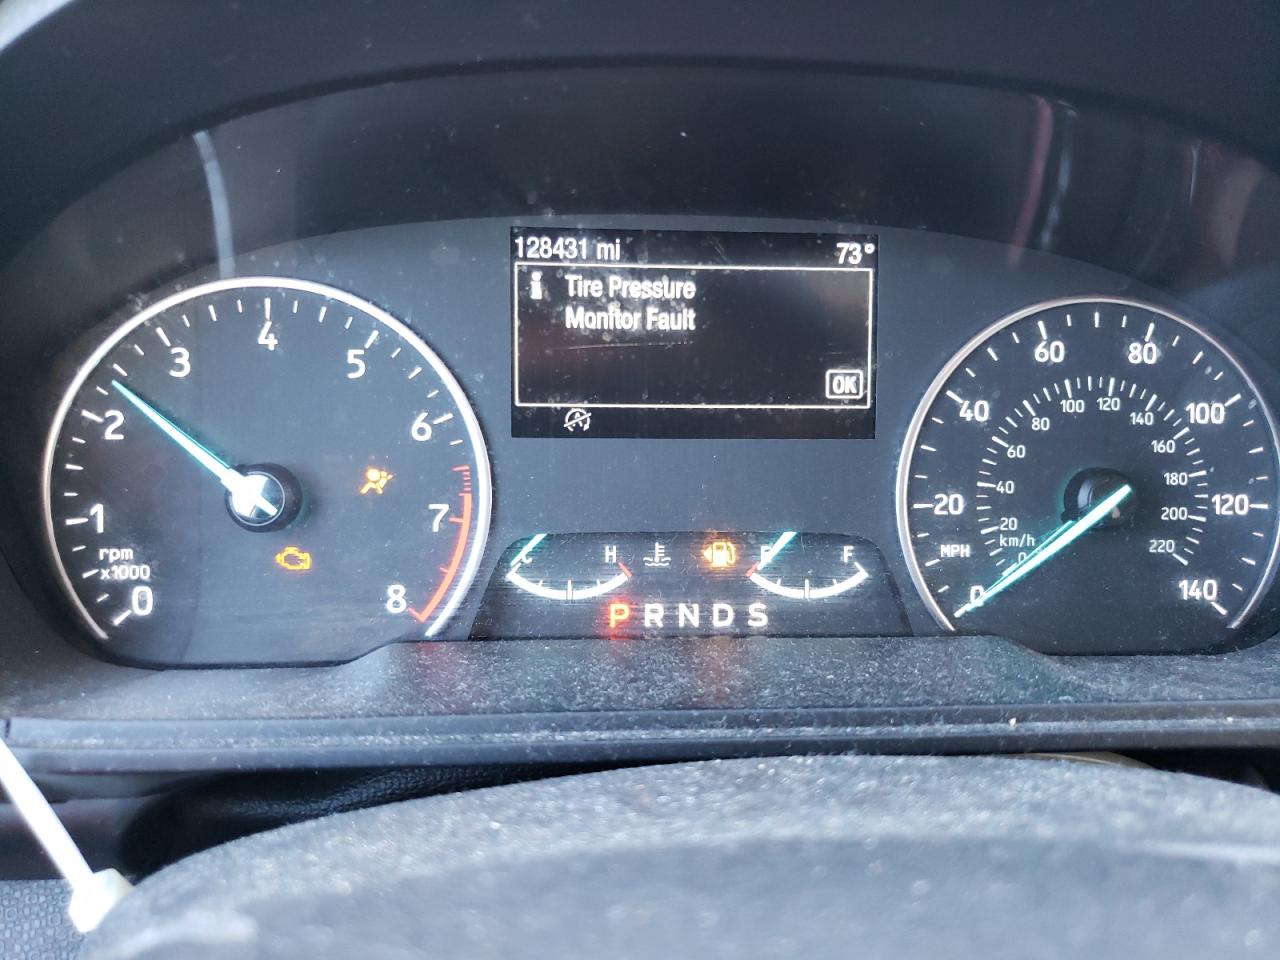 128431 mi 73°
i Tire Pressure
Monitor Fault
OK
0 1 2 3 4 5 6 7 8
rpm
x1000
C H
E F
P R N D S
0 20 40 60 80 100 120 140
MPH
0 20 40 60 80 100 120 140 160 180 200 220
km/h